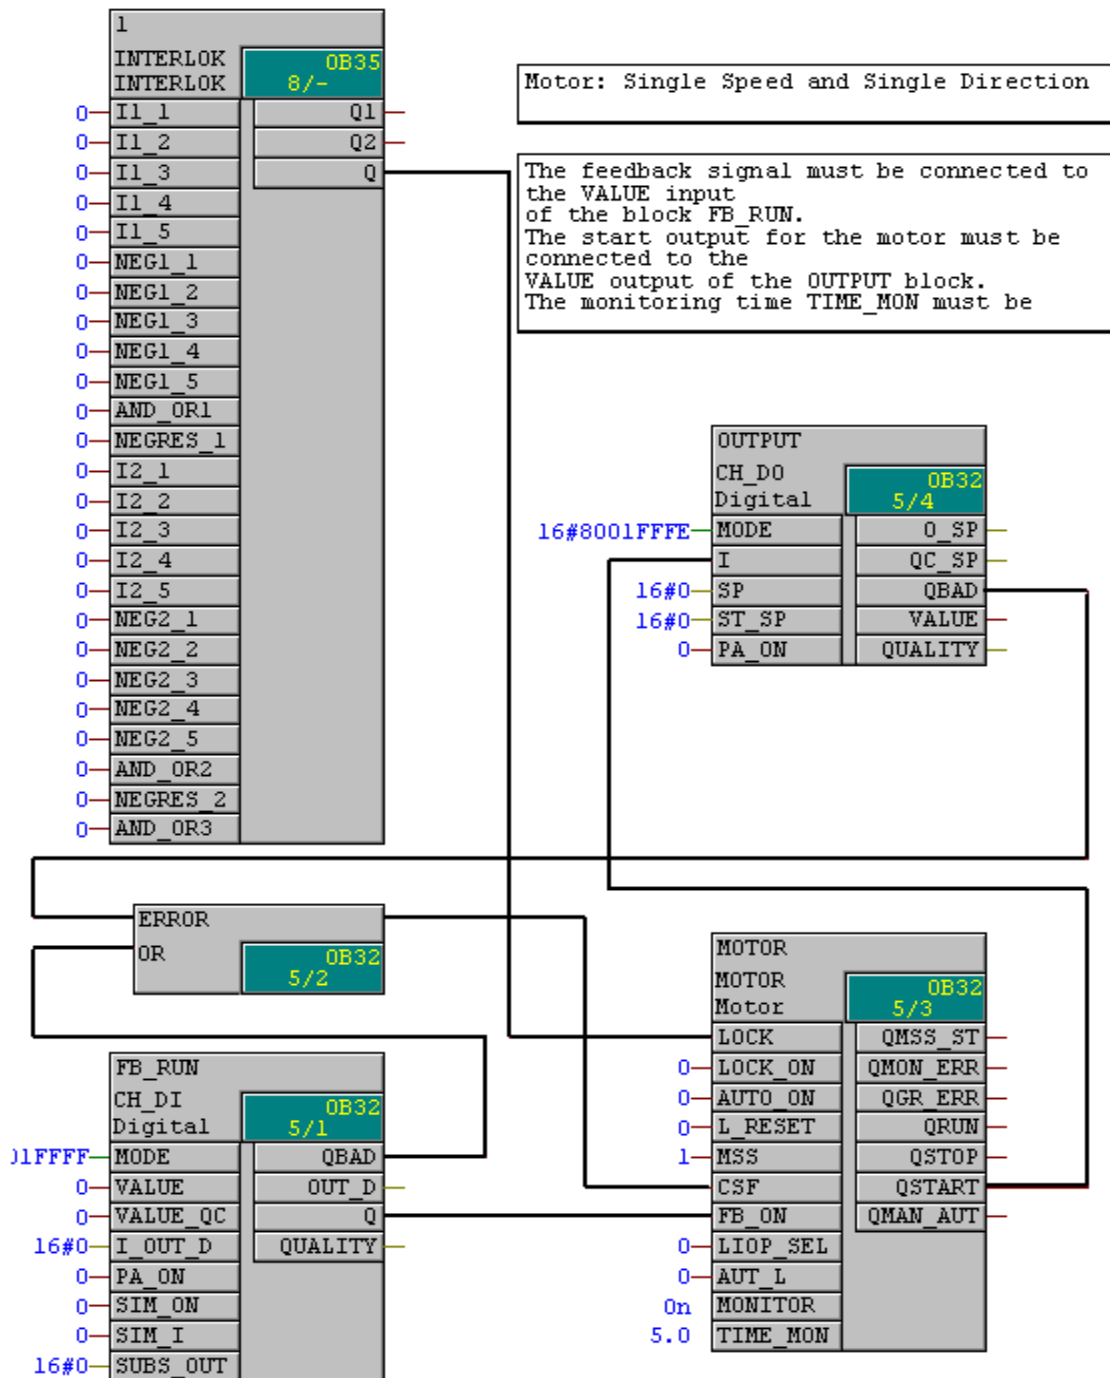 1
INTERLOK
INTERLOK
OB35
8/-
0 I1_1 Q1
0 I1_2 Q2
0 I1_3 Q
0 I1_4
0 I1_5
0 NEG1_1
0 NEG1_2
0 NEG1_3
0 NEG1_4
0 NEG1_5
0 AND_OR1
0 NEGRES_1
0 I2_1
0 I2_2
0 I2_3
0 I2_4
0 I2_5
0 NEG2_1
0 NEG2_2
0 NEG2_3
0 NEG2_4
0 NEG2_5
0 AND_OR2
0 NEGRES_2
0 AND_OR3
Motor: Single Speed and Single Direction
The feedback signal must be connected to
the VALUE input
of the block FB_RUN.
The start output for the motor must be
connected to the
VALUE output of the OUTPUT block.
The monitoring time TIME_MON must be
OUTPUT
CH_DO
Digital
OB32
5/4
16#8001FFFE MODE O_SP
I QC_SP
16#0 SP QBAD
16#0 ST_SP VALUE
0 PA_ON QUALITY
ERROR
OR
OB32
5/2
FB_RUN
CH_DI
Digital
OB32
5/1
01FFFF MODE QBAD
0 VALUE OUT_D
0 VALUE_QC Q
16#0 I_OUT_D QUALITY
0 PA_ON
0 SIM_ON
0 SIM_I
16#0 SUBS_OUT
MOTOR
MOTOR
Motor
OB32
5/3
LOCK QMSS_ST
0 LOCK_ON QMON_ERR
0 AUTO_ON QGR_ERR
0 L_RESET QRUN
1 MSS QSTOP
CSF QSTART
FB_ON QMAN_AUT
0 LIOP_SEL
0 AUT_L
On MONITOR
5.0 TIME_MON